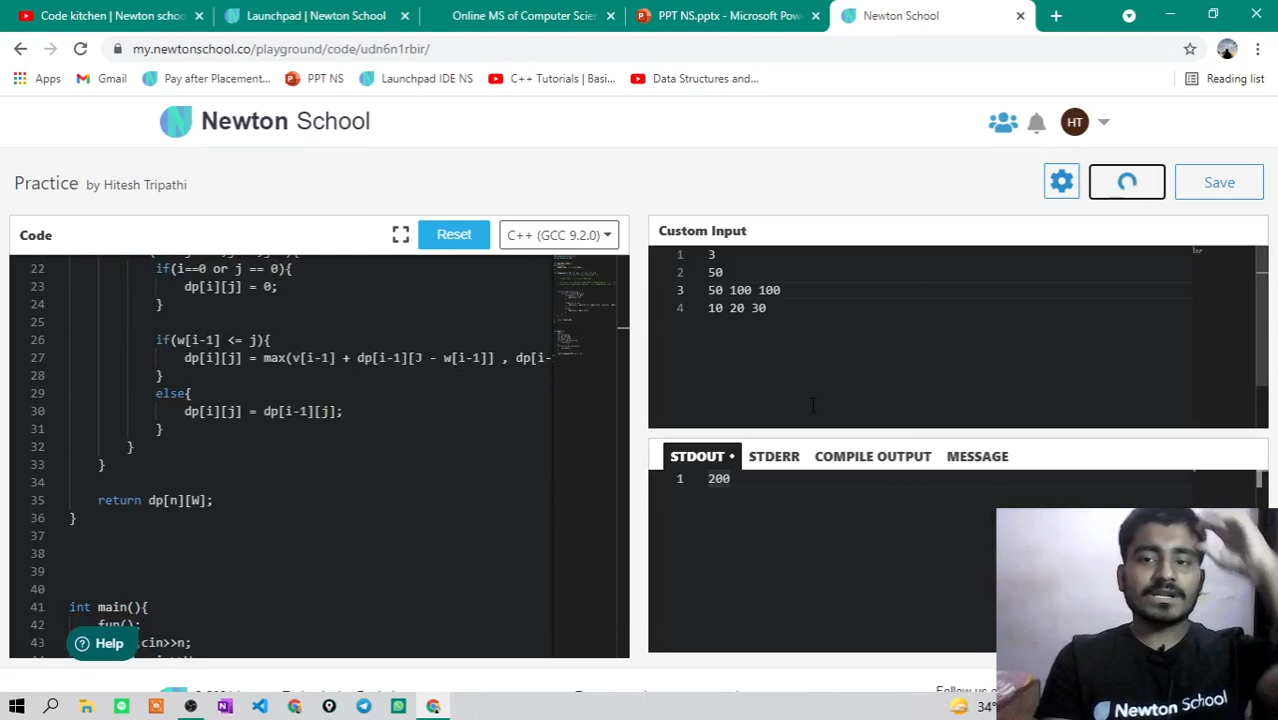 Code kitchen | Newton schoo
Launchpad | Newton School
Online MS of Computer Scien
PPT NS.pptx - Microsoft Pow
Newton School
my.newtonschool.co/playground/code/udn6n1rbir/
Apps
Gmail
Pay after Placement...
PPT NS
Launchpad IDE NS
C++ Tutorials | Basi...
Data Structures and...
Reading list
Newton School
HT
Practice by Hitesh Tripathi
Save
Code
Reset
C++ (GCC 9.2.0)
22 if(i==0 or j == 0){
23 dp[i][j] = 0;
24 }
25
26 if(w[i-1] <= j){
27 dp[i][j] = max(v[i-1] + dp[i-1][J - w[i-1]] , dp[i-
28 }
29 else{
30 dp[i][j] = dp[i-1][j];
31 }
32 }
33 }
34
35 return dp[n][W];
36 }
37
38
39
40
41 int main(){
42 fun();
43 cin>>n;
Help
Custom Input
1 3
2 50
3 50 100 100
4 10 20 30
STDOUT •
STDERR
COMPILE OUTPUT
MESSAGE
1 200
Newton School
Follow us o
34°